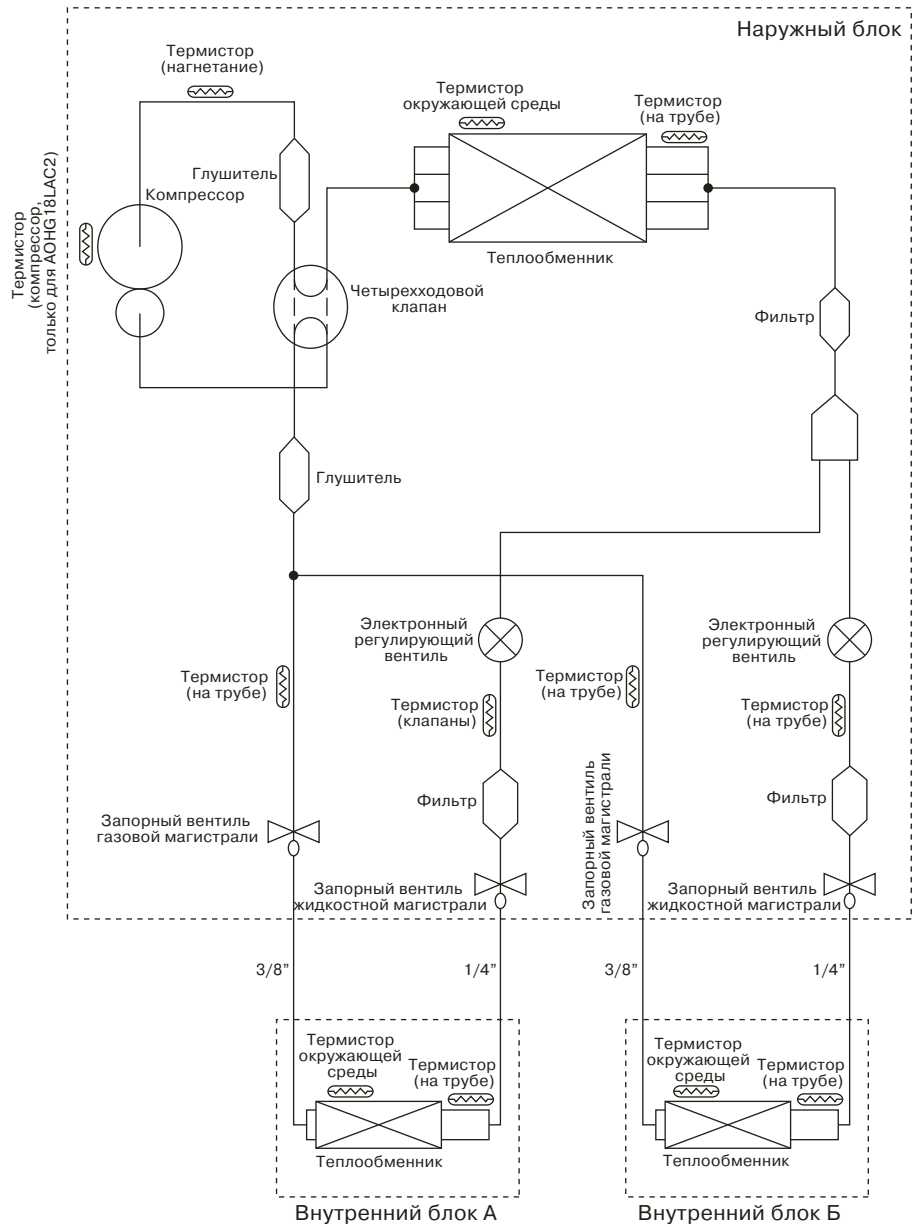 Наружный блок
Термистор
(нагнетание)
Термистор
окружающей среды
Термистор
(на трубе)
Глушитель
Компрессор
Термистор
(компрессор,
только для AOHG18LAC2)
Теплообменник
Четырехходовой
клапан
Фильтр
Глушитель
Электронный
регулирующий
вентиль
Электронный
регулирующий
вентиль
Термистор
(на трубе)
Термистор
(клапаны)
Термистор
(на трубе)
Термистор
(на трубе)
Фильтр
Фильтр
Запорный вентиль
газовой магистрали
Запорный вентиль
газовой магистрали
Запорный вентиль
жидкостной магистрали
Запорный вентиль
жидкостной магистрали
3/8”
1/4”
3/8”
1/4”
Термистор
окружающей
среды
Термистор
(на трубе)
Теплообменник
Внутренний блок А
Термистор
окружающей
среды
Термистор
(на трубе)
Теплообменник
Внутренний блок Б